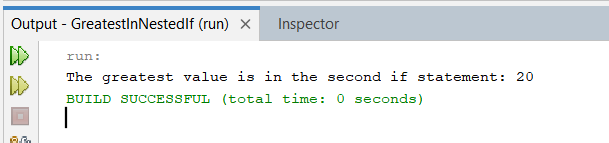 Output - GreatestInNestedIf (run) × Inspector
run:
The greatest value is in the second if statement: 20
BUILD SUCCESSFUL (total time: 0 seconds)